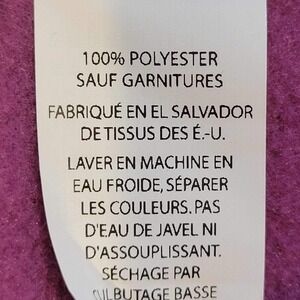 100% POLYESTER
SAUF GARNITURES
FABRIQUÉ EN EL SALVADOR
DE TISSUS DES É.-U.
LAVER EN MACHINE EN
EAU FROIDE, SÉPARER
LES COULEURS. PAS
D'EAU DE JAVEL NI
D'ASSOUPLISSANT.
SÉCHAGE PAR
CULBUTAGE BASSE